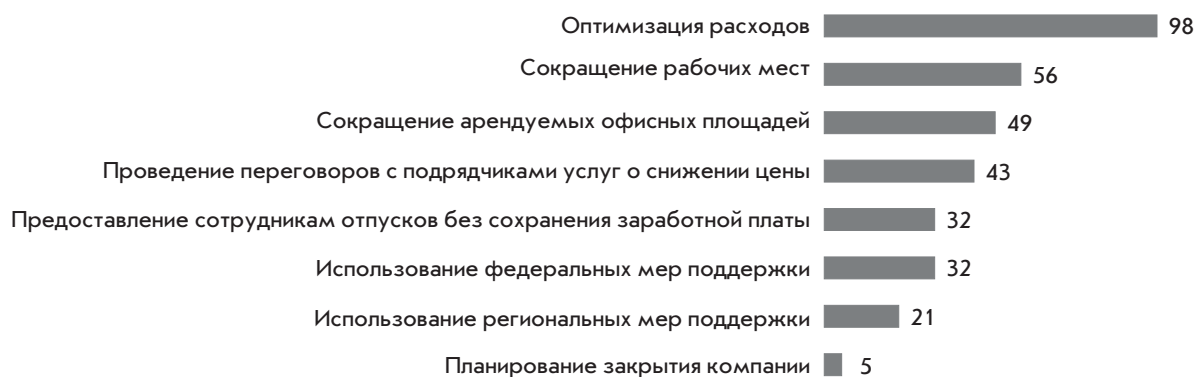 Оптимизация расходов 98
Сокращение рабочих мест 56
Сокращение арендуемых офисных площадей 49
Проведение переговоров с подрядчиками услуг о снижении цены 43
Предоставление сотрудникам отпусков без сохранения заработной платы 32
Использование федеральных мер поддержки 32
Использование региональных мер поддержки 21
Планирование закрытия компании 5